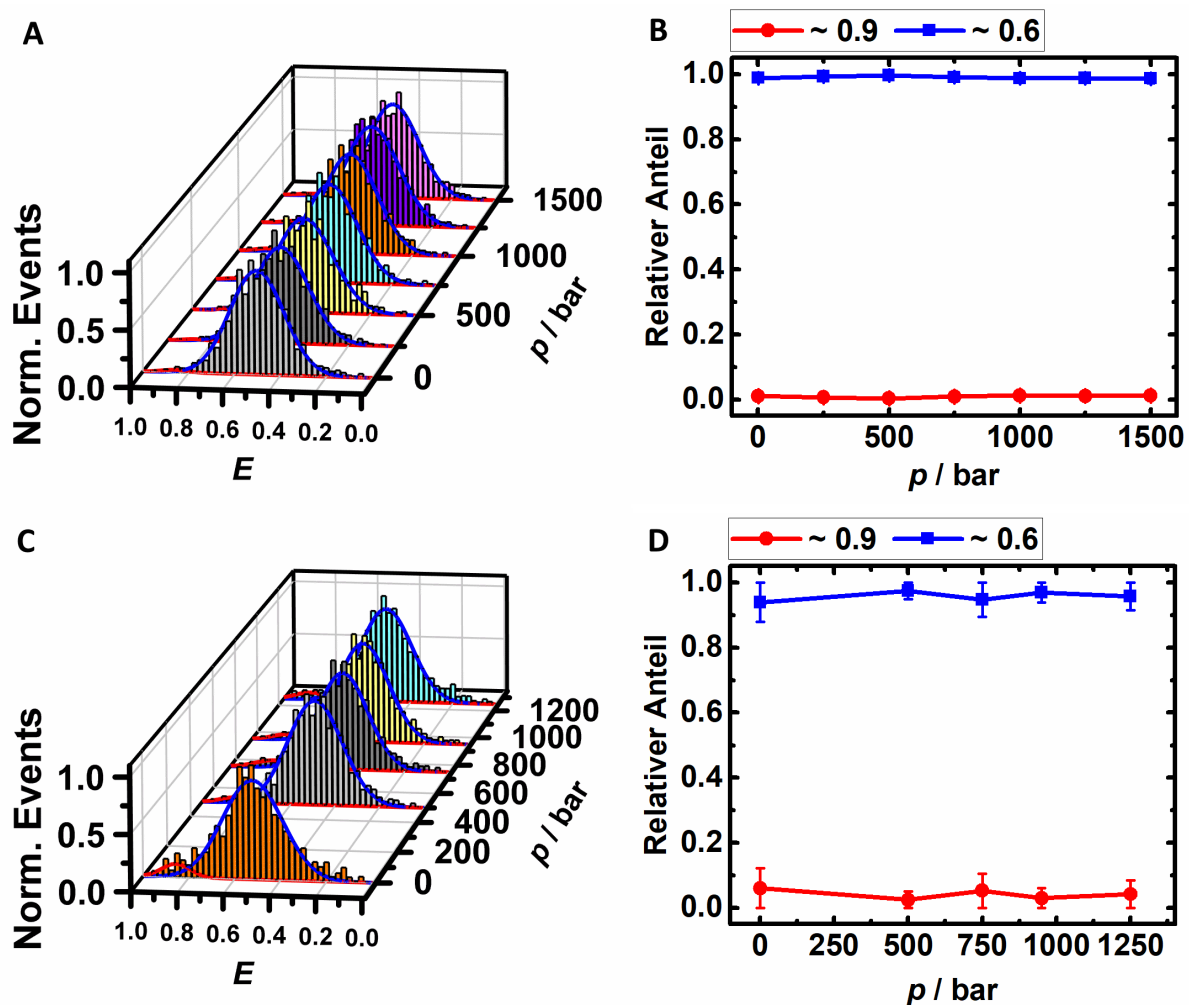 A
Norm. Events
1.0
0.5
0.0
1.0 0.8 0.6 0.4 0.2 0.0
E
0
500
1000
1500
p / bar
B
~ 0.9 ~ 0.6
Relativer Anteil
1.0
0.8
0.6
0.4
0.2
0.0
0 500 1000 1500
p / bar
C
Norm. Events
1.0
0.5
0.0
1.0 0.8 0.6 0.4 0.2 0.0
E
0
200
400
600
800
1000
1200
p / bar
D
~ 0.9 ~ 0.6
Relativer Anteil
1.0
0.8
0.6
0.4
0.2
0.0
0 250 500 750 1000 1250
p / bar